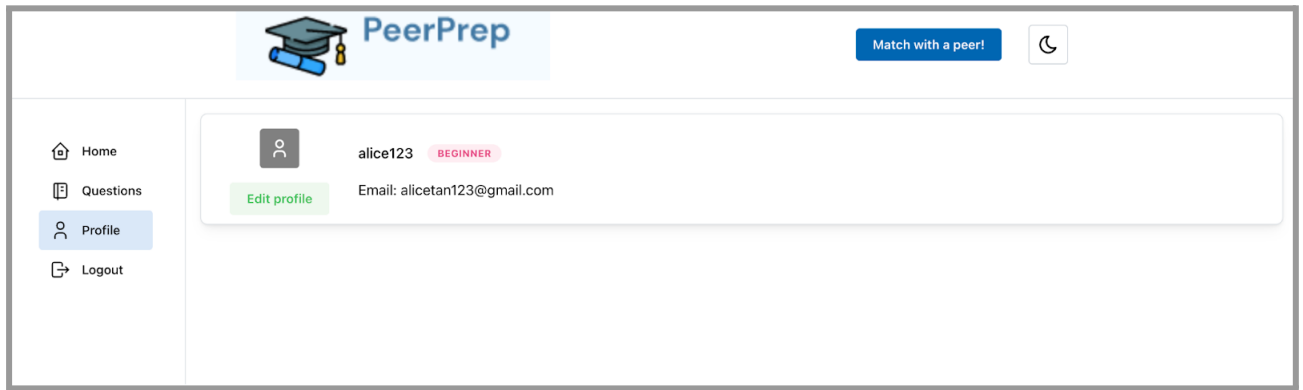 PeerPrep
Match with a peer!
Home
Questions
Profile
Logout
alice123 BEGINNER
Edit profile
Email: alicetan123@gmail.com